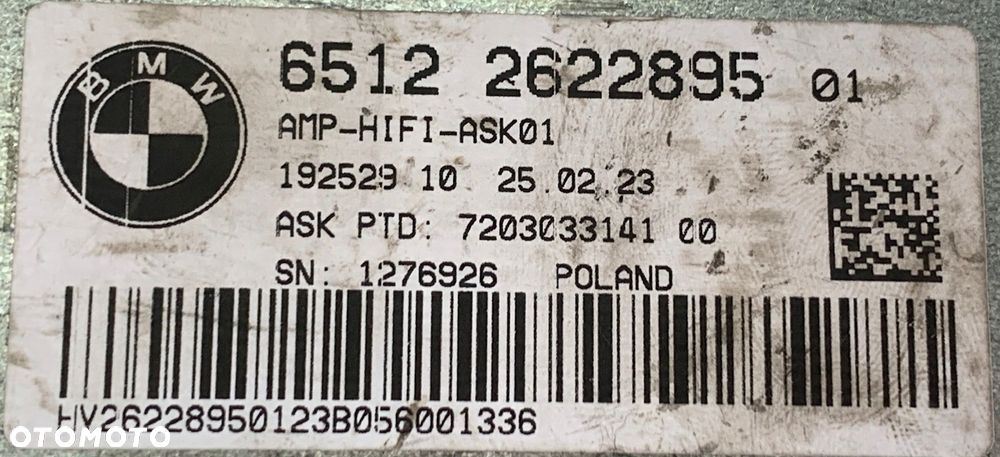 BMW
6512 2622895 01
AMP-HIFI-ASK01
192529 10 25.02.23
ASK PTD: 7203033141 00
SN: 1276926 POLAND
HV26228950123B056001336
OTOMOTO